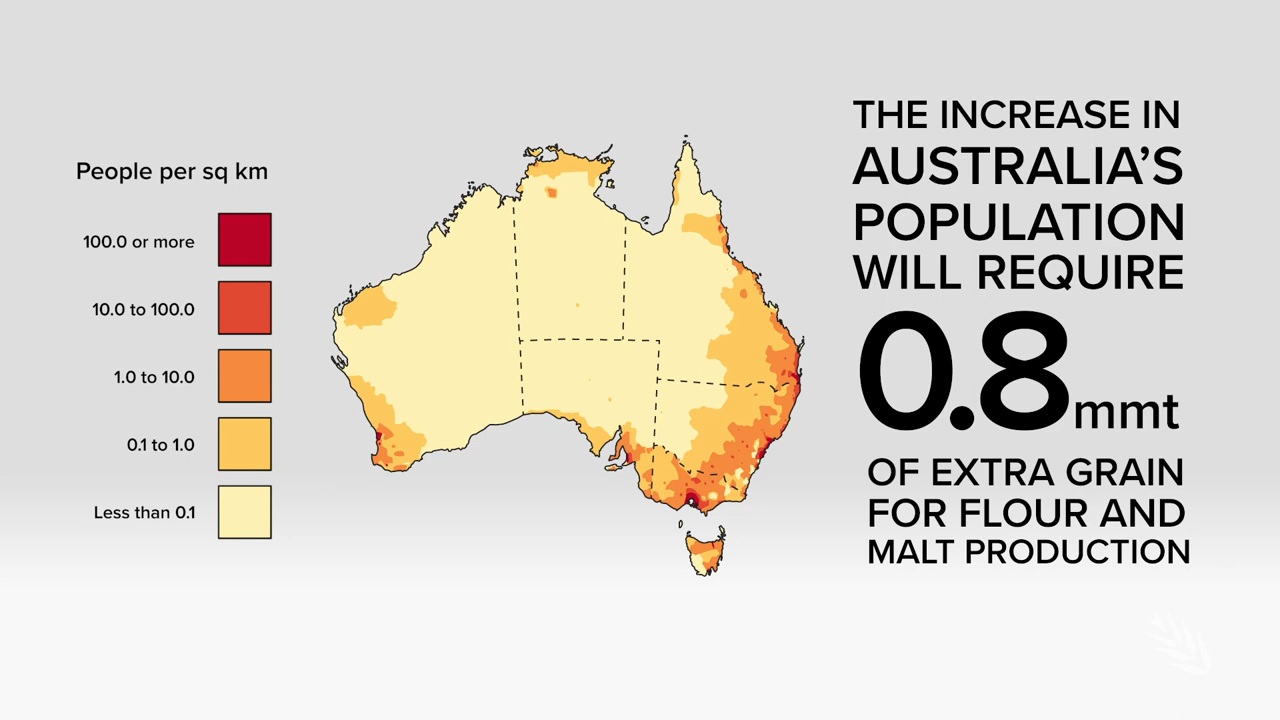 People per sq km
100.0 or more
10.0 to 100.0
1.0 to 10.0
0.1 to 1.0
Less than 0.1
THE INCREASE IN
AUSTRALIA’S
POPULATION
WILL REQUIRE
0.8mmt
OF EXTRA GRAIN
FOR FLOUR AND
MALT PRODUCTION